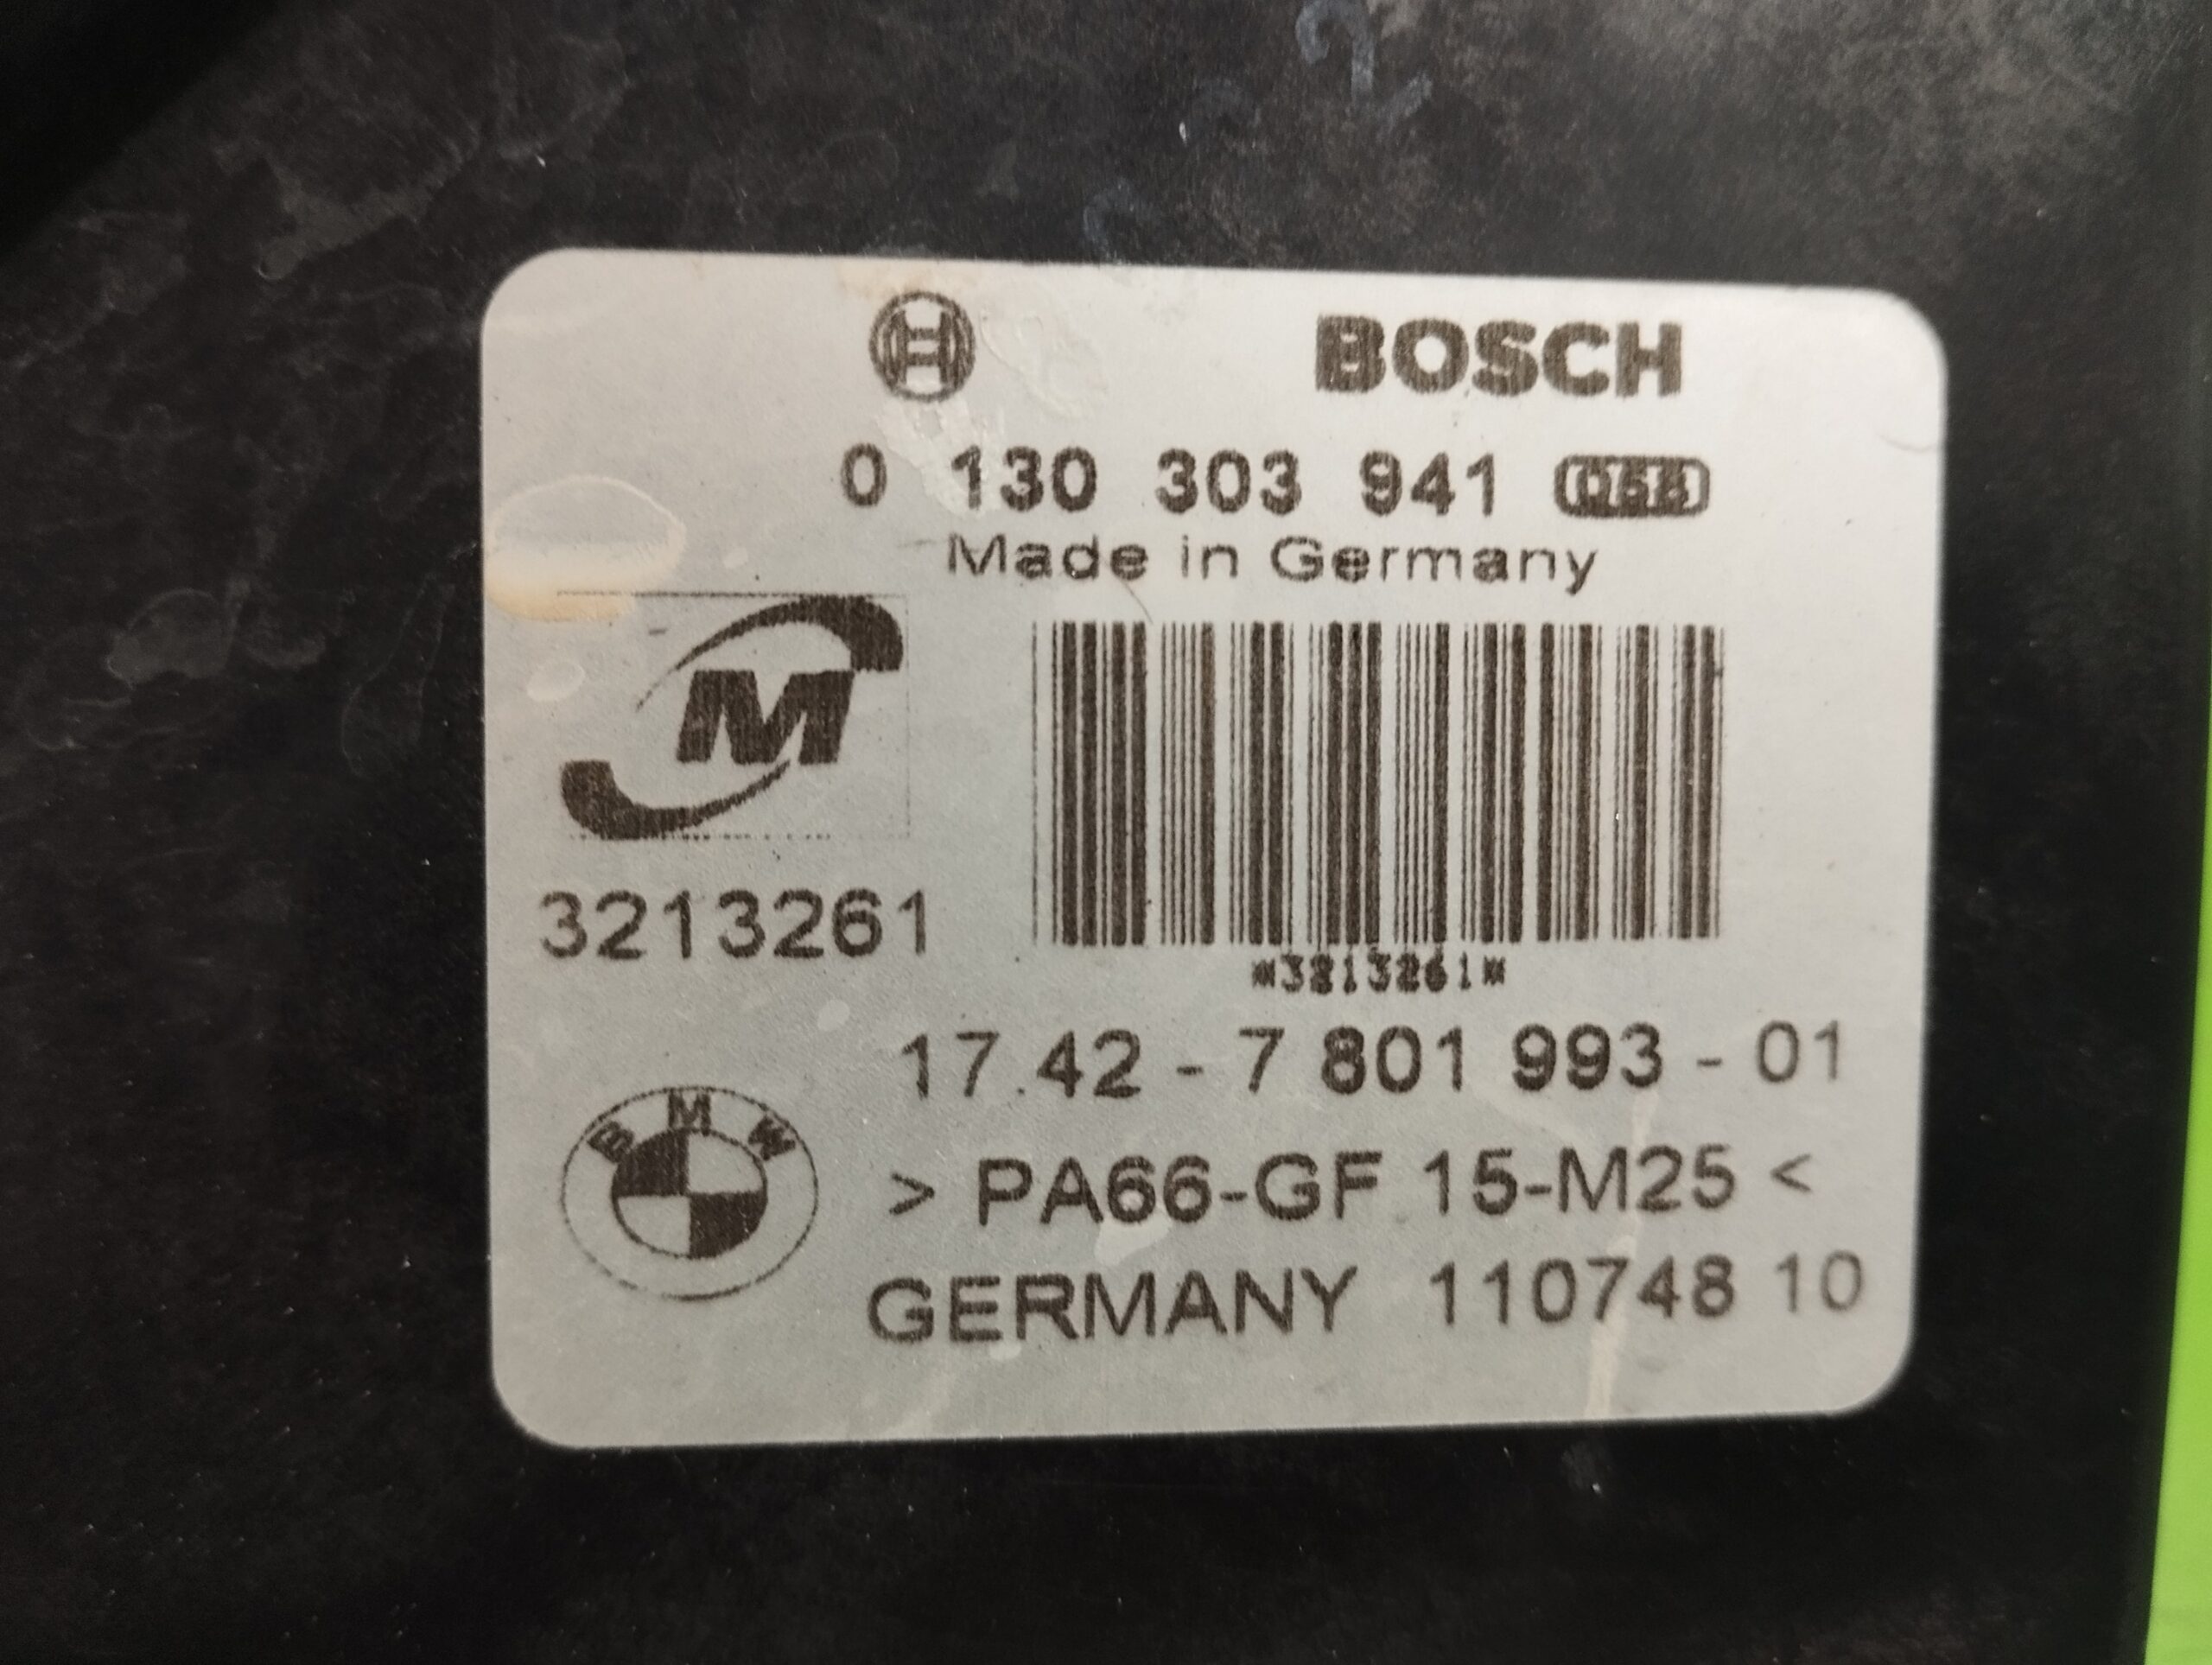 BOSCH
0 130 303 941
Made in Germany
M
3213261
*3213261*
17.42 - 7 801 993 - 01
BMW
> PA66-GF 15-M25 <
GERMANY 110748 10